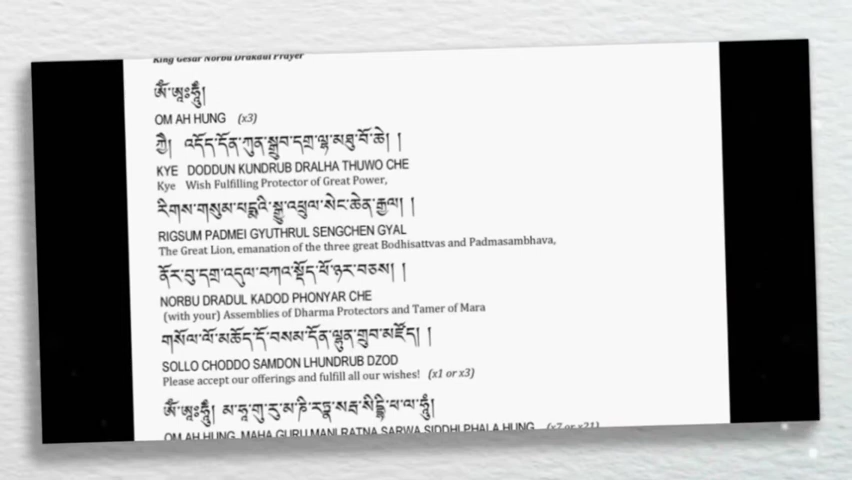 King Gesar Norbu Drakdul Prayer
ༀ་ཨཱཿཧཱུྂ།
OM AH HUNG (x3)
ཀྱཻ། འདོད་དོན་ཀུན་སྒྲུབ་དགྲ་ལྷ་མཐུ་བོ་ཆེ། །
KYE DODDUN KUNDRUB DRALHA THUWO CHE
Kye Wish Fulfilling Protector of Great Power,
རིགས་གསུམ་པདྨའི་སྒྱུ་འཕྲུལ་སེང་ཆེན་རྒྱལ། །
RIGSUM PADMEI GYUTHRUL SENGCHEN GYAL
The Great Lion, emanation of the three great Bodhisattvas and Padmasambhava,
ནོར་བུ་དགྲ་འདུལ་བཀའ་སྡོད་ཕོ་ཉར་བཅས། །
NORBU DRADUL KADOD PHONYAR CHE
(with your) Assemblies of Dharma Protectors and Tamer of Mara
གསོལ་ལོ་མཆོད་དོ་བསམ་དོན་ལྷུན་གྲུབ་མཛོད། །
SOLLO CHODDO SAMDON LHUNDRUB DZOD
Please accept our offerings and fulfill all our wishes! (x1 or x3)
ༀ་ཨཱཿཧཱུྂ། མ་ཧཱ་གུ་རུ་མ་ཎི་རཏྣ་སརྦ་སིདྡྷི་ཕ་ལ་ཧཱུྂ།
OM AH HUNG, MAHA GURU MANI RATNA SARWA SIDDHI PHALA HUNG (x7 or x21)